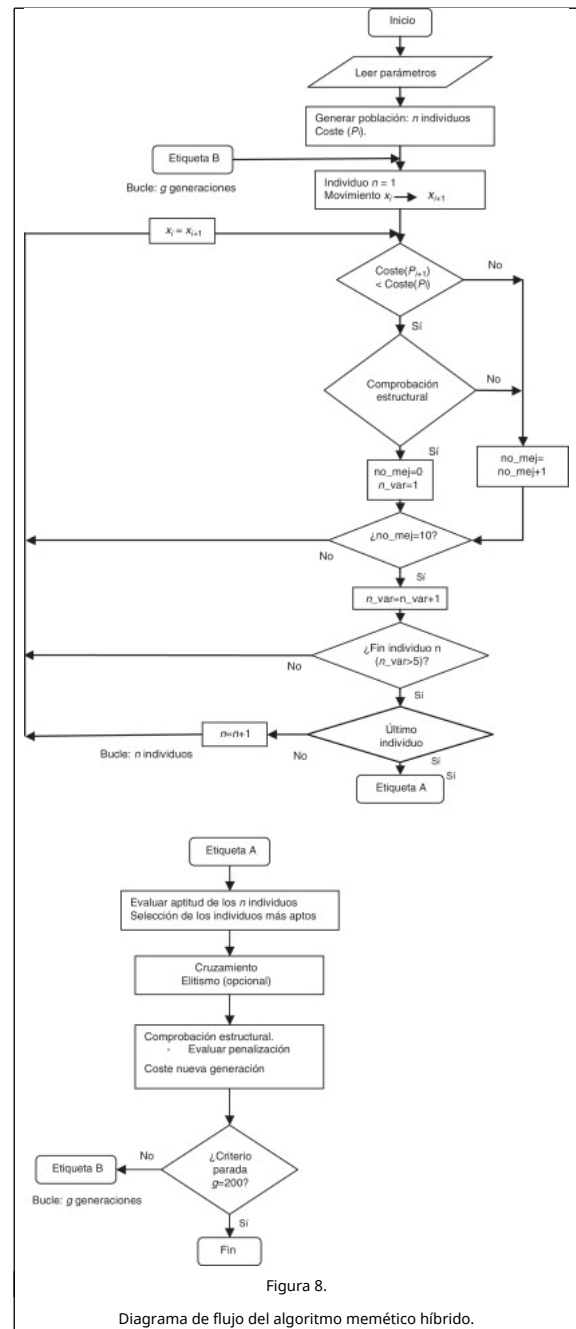 Inicio
Leer parámetros
Generar población: n individuos
Coste (Pi).
Etiqueta B
Bucle: g generaciones
Individuo n = 1
Movimiento xi xi+1
xi = xi+1
Coste(Pi+1)
< Coste(Pi)
No
Sí
Comprobación
estructural
No
Sí
no_mej=0
n_var=1
no_mej=
no_mej+1
¿no_mej=10?
No
Sí
n_var=n_var+1
¿Fin individuo n
(n_var>5)?
No
Sí
n=n+1
Bucle: n individuos
No
Último
individuo
Sí
Sí
Etiqueta A
Etiqueta A
Evaluar aptitud de los n individuos
Selección de los individuos más aptos
Cruzamiento
Elitismo (opcional)
Comprobación estructural.
- Evaluar penalización
Coste nueva generación
¿Criterio
parada
g=200?
No
Etiqueta B
Bucle: g generaciones
Sí
Fin
Figura 8.
Diagrama de flujo del algoritmo memético híbrido.